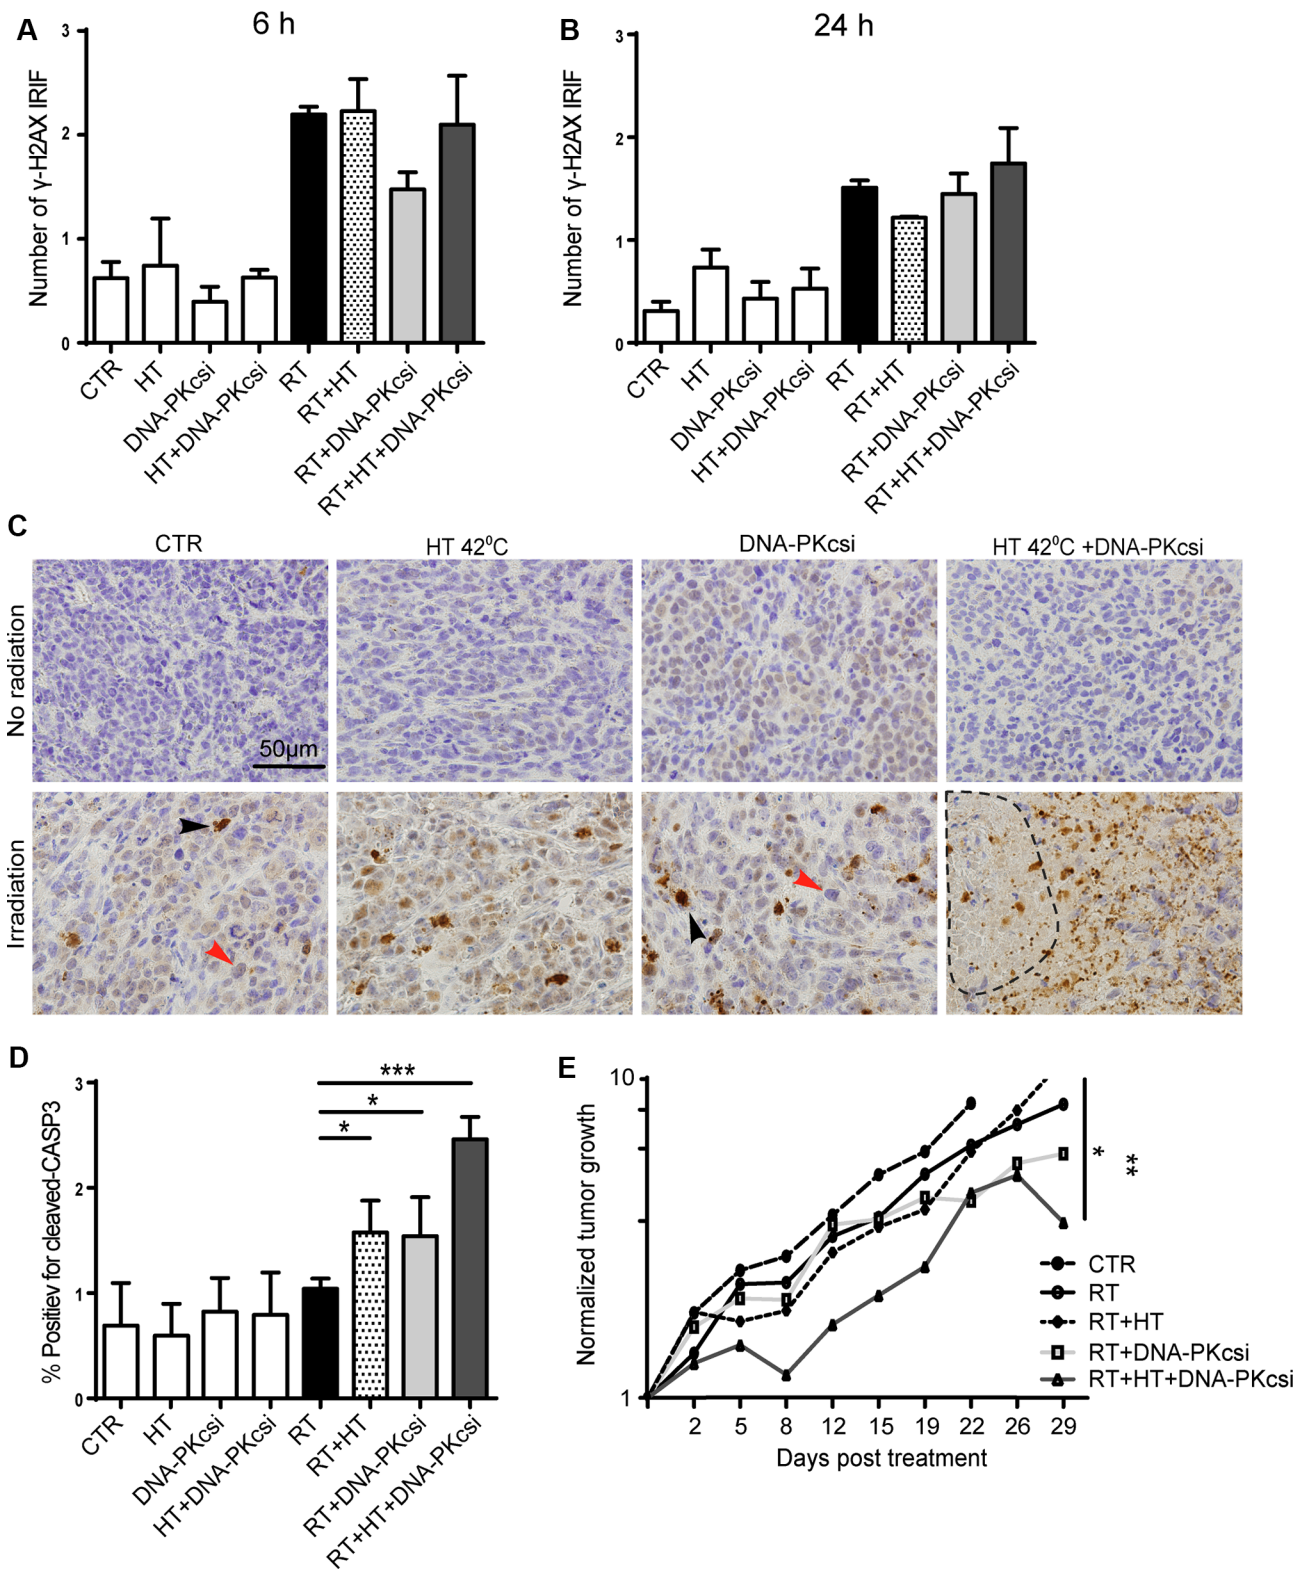 A
6 h
Number of γ-H2AX IRIF
3
2
1
0
CTR
HT
DNA-PKcsi
HT+DNA-PKcsi
RT
RT+HT
RT+DNA-PKcsi
RT+HT+DNA-PKcsi
B
24 h
Number of γ-H2AX IRIF
3
2
1
0
CTR
HT
DNA-PKcsi
HT+DNA-PKcsi
RT
RT+HT
RT+DNA-PKcsi
RT+HT+DNA-PKcsi
C
CTR
HT 42⁰C
DNA-PKcsi
HT 42⁰C +DNA-PKcsi
No radiation
50µm
Irradiation
D
% Positiev for cleaved-CASP3
3
2
1
0
***
*
*
CTR
HT
DNA-PKcsi
HT+DNA-PKcsi
RT
RT+HT
RT+DNA-PKcsi
RT+HT+DNA-PKcsi
E
Normalized tumor growth
10
1
*
**
CTR
RT
RT+HT
RT+DNA-PKcsi
RT+HT+DNA-PKcsi
2 5 8 12 15 19 22 26 29
Days post treatment